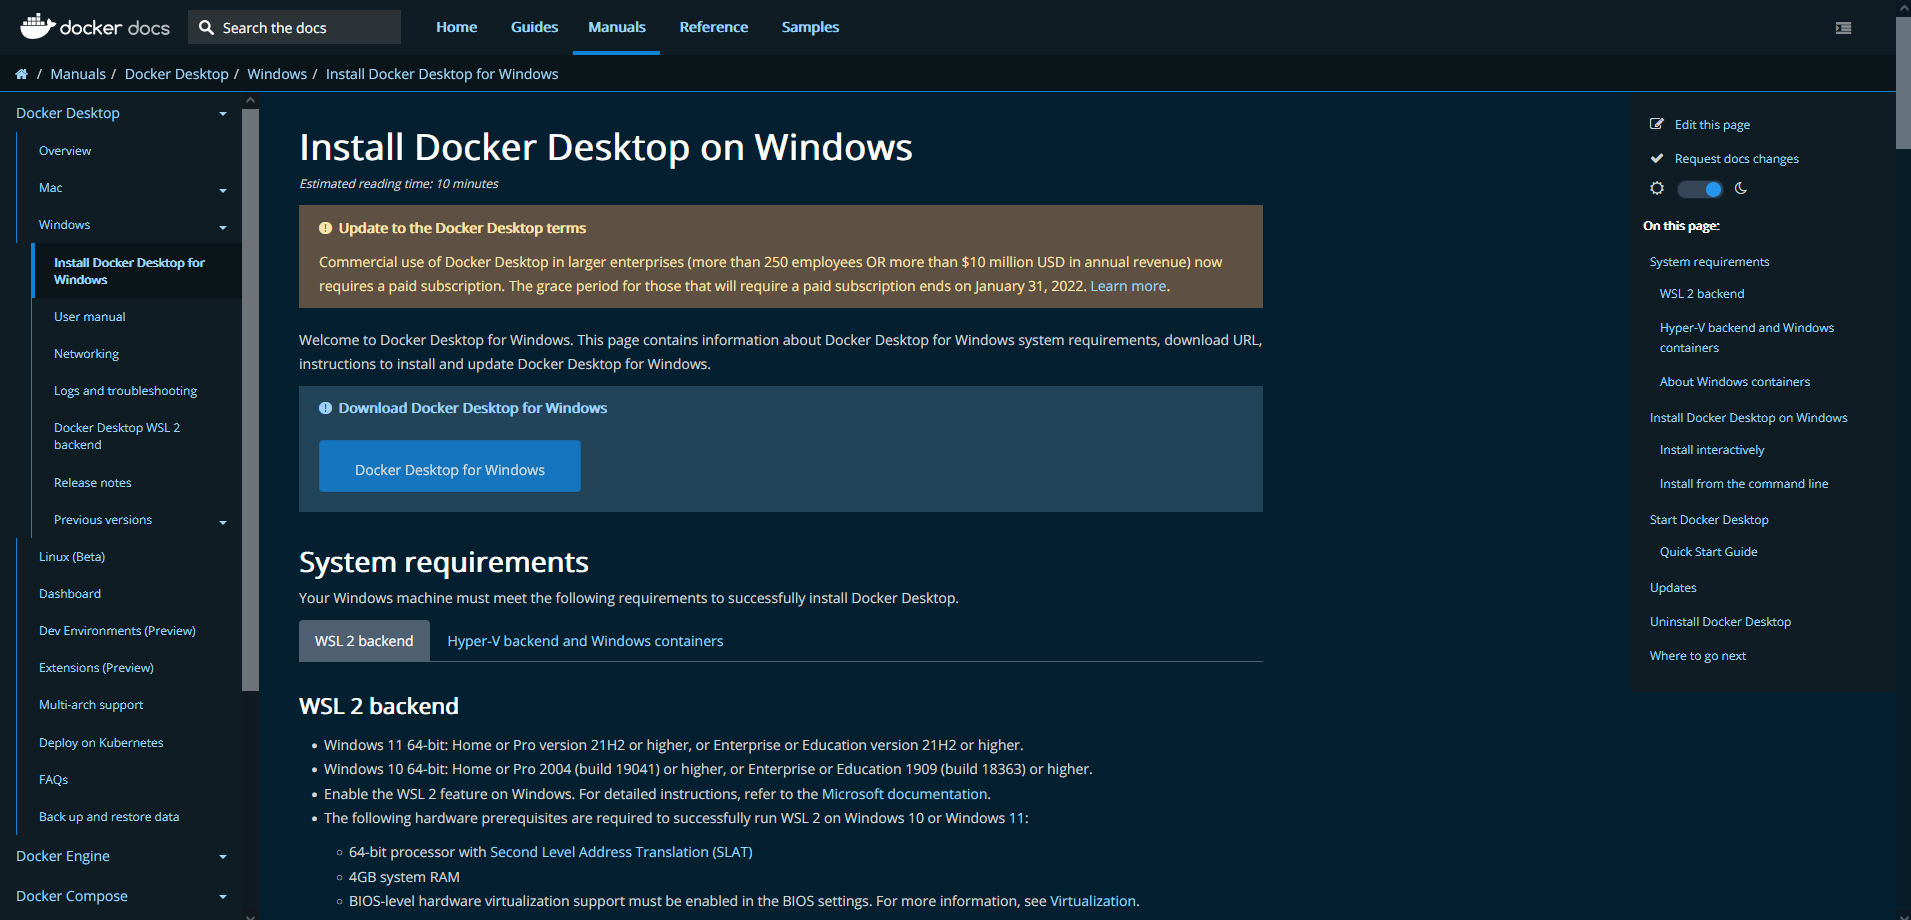 docker docs
Search the docs
Home
Guides
Manuals
Reference
Samples
/ Manuals / Docker Desktop / Windows / Install Docker Desktop for Windows
Docker Desktop
Overview
Mac
Windows
Install Docker Desktop for
Windows
User manual
Networking
Logs and troubleshooting
Docker Desktop WSL 2
backend
Release notes
Previous versions
Linux (Beta)
Dashboard
Dev Environments (Preview)
Extensions (Preview)
Multi-arch support
Deploy on Kubernetes
FAQs
Back up and restore data
Docker Engine
Docker Compose
Install Docker Desktop on Windows
Estimated reading time: 10 minutes
Update to the Docker Desktop terms
Commercial use of Docker Desktop in larger enterprises (more than 250 employees OR more than $10 million USD in annual revenue) now
requires a paid subscription. The grace period for those that will require a paid subscription ends on January 31, 2022. Learn more.
Welcome to Docker Desktop for Windows. This page contains information about Docker Desktop for Windows system requirements, download URL,
instructions to install and update Docker Desktop for Windows.
Download Docker Desktop for Windows
Docker Desktop for Windows
System requirements
Your Windows machine must meet the following requirements to successfully install Docker Desktop.
WSL 2 backend
Hyper-V backend and Windows containers
WSL 2 backend
• Windows 11 64-bit: Home or Pro version 21H2 or higher, or Enterprise or Education version 21H2 or higher.
• Windows 10 64-bit: Home or Pro 2004 (build 19041) or higher, or Enterprise or Education 1909 (build 18363) or higher.
• Enable the WSL 2 feature on Windows. For detailed instructions, refer to the Microsoft documentation.
• The following hardware prerequisites are required to successfully run WSL 2 on Windows 10 or Windows 11:
◦ 64-bit processor with Second Level Address Translation (SLAT)
◦ 4GB system RAM
◦ BIOS-level hardware virtualization support must be enabled in the BIOS settings. For more information, see Virtualization.
Edit this page
Request docs changes
On this page:
System requirements
WSL 2 backend
Hyper-V backend and Windows
containers
About Windows containers
Install Docker Desktop on Windows
Install interactively
Install from the command line
Start Docker Desktop
Quick Start Guide
Updates
Uninstall Docker Desktop
Where to go next